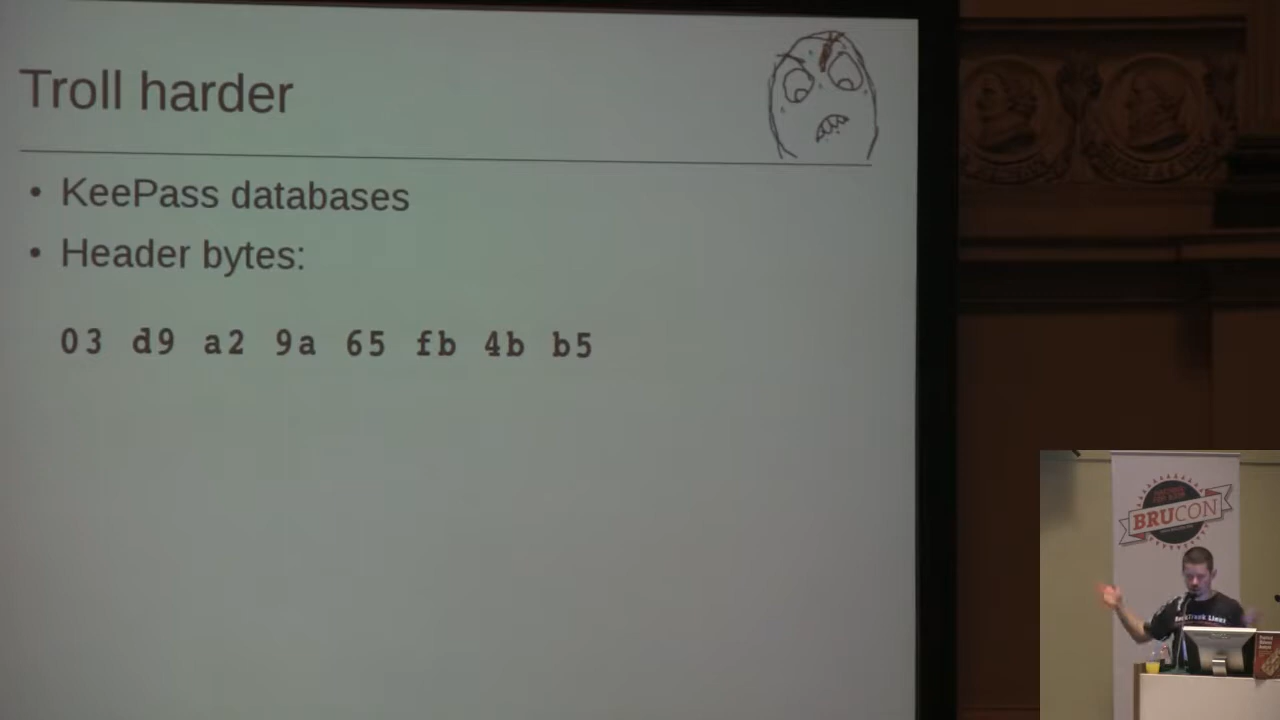 Troll harder
• KeePass databases
• Header bytes:
03 d9 a2 9a 65 fb 4b b5
BRUCON